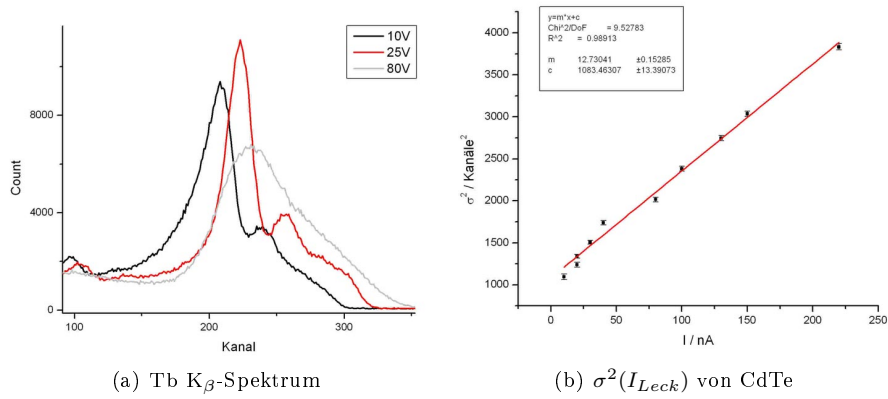 10V
25V
80V
8000
4000
0
100
200
300
Count
Kanal
(a) Tb K_β-Spektrum
y=m*x+c
Chi^2/DoF = 9.52783
R^2 = 0.98913
m 12.73041 ±0.15285
c 1083.46307 ±13.39073
4000
3500
3000
2500
2000
1500
1000
0
50
100
150
200
250
σ² / Kanäle²
I / nA
(b) σ²(I_Leck) von CdTe